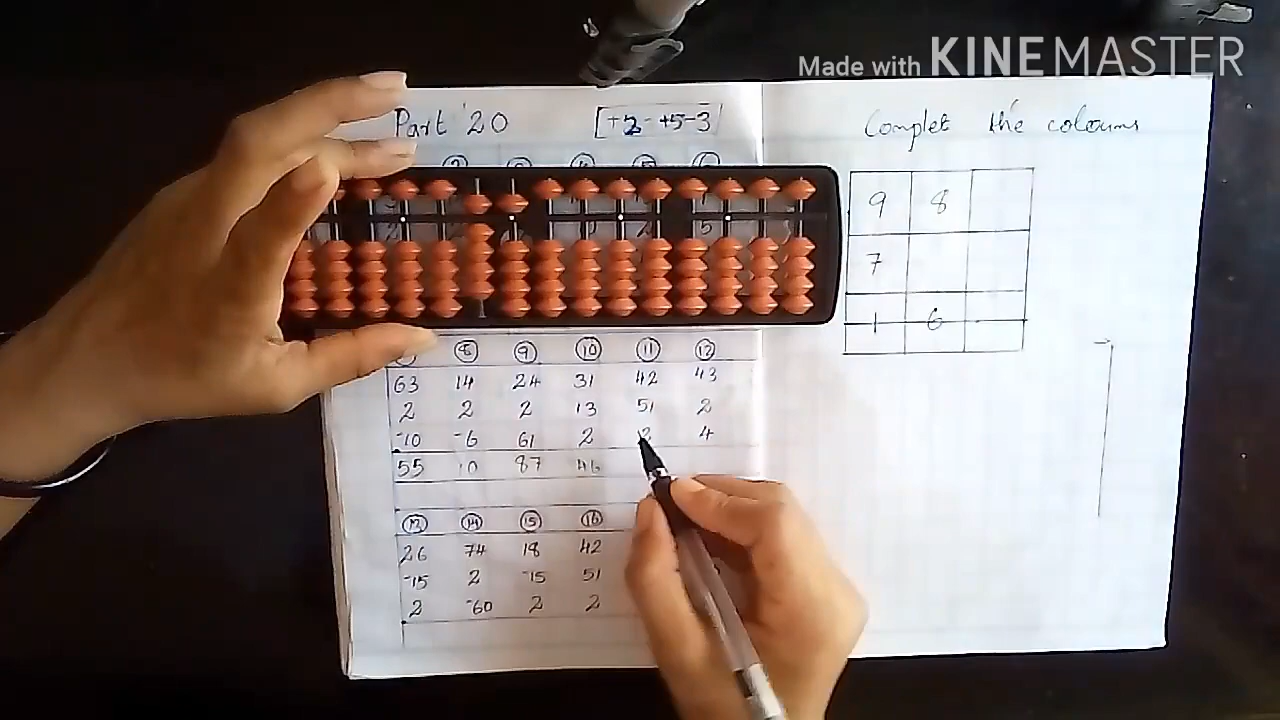 Made with KINEMASTER
Part 20 [+2 - +5-3]
Complet the coloums
9 8
7
1 6
8 9 10 11 12
63 14 24 31 42 43
2 2 2 13 51 2
-10 -6 61 2 2 4
55 10 87 46
13 14 15 16
26 74 18 42
-15 2 -15 51
2 -60 2 2